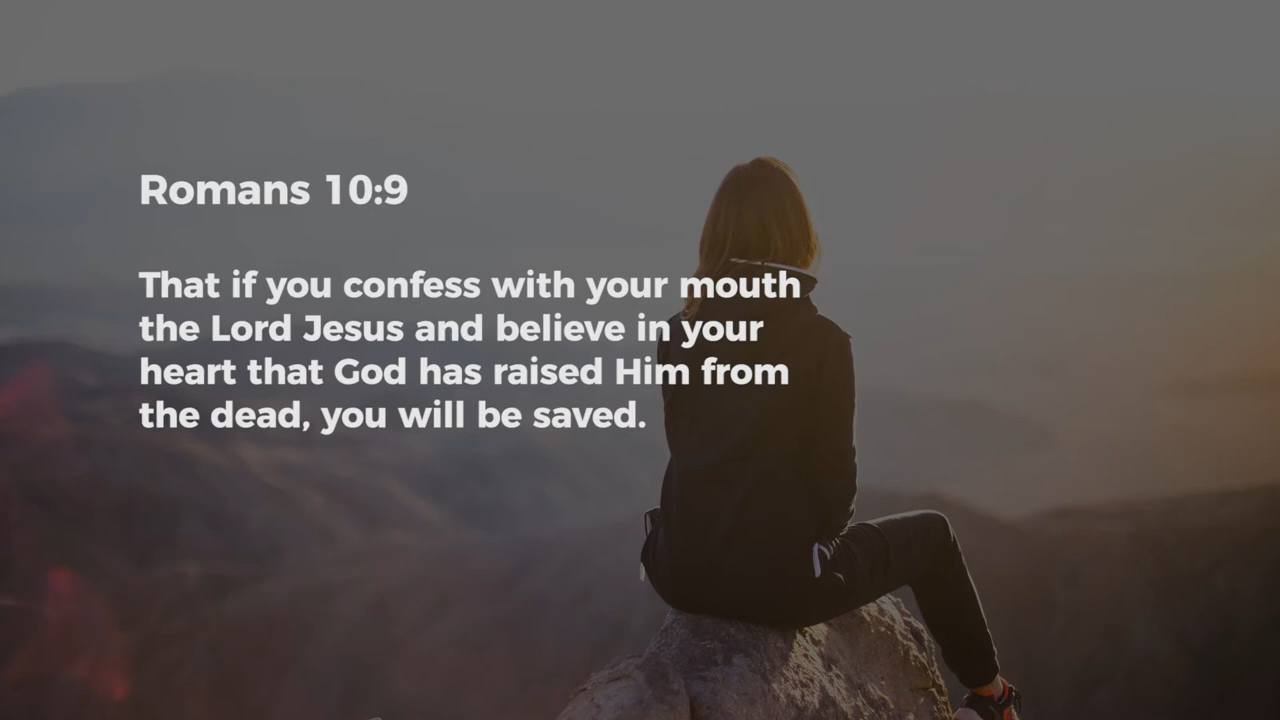 Romans 10:9
That if you confess with your mouth
the Lord Jesus and believe in your
heart that God has raised Him from
the dead, you will be saved.